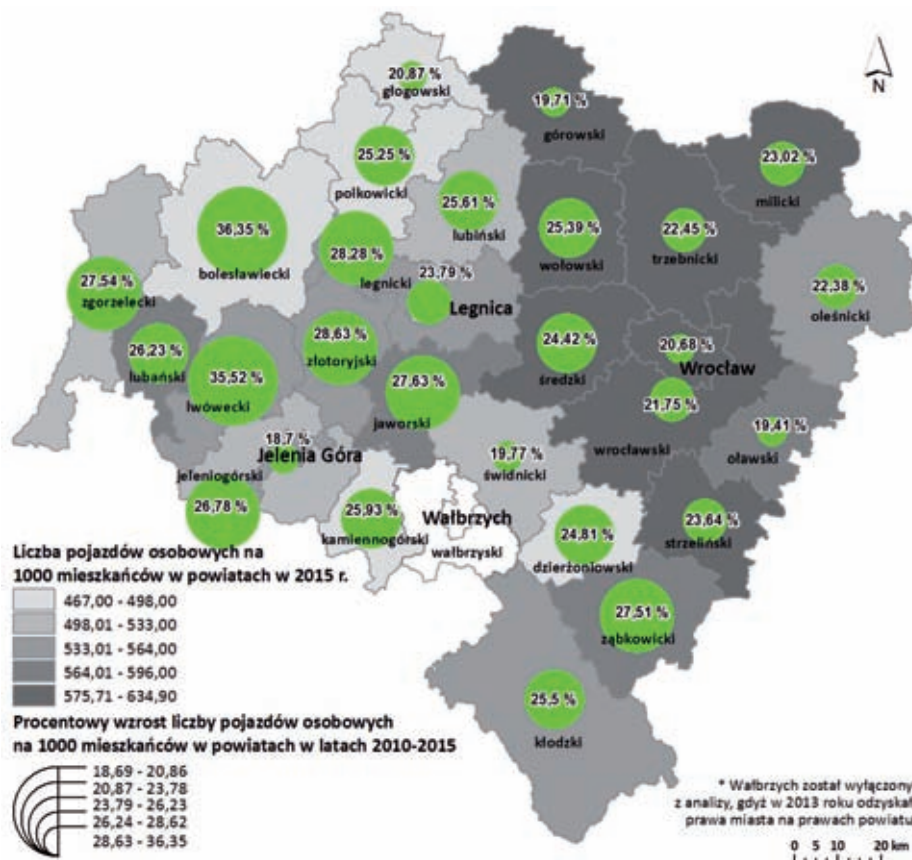 20,87 %
głogowski
N
19,71 %
górowski
25,25 %
polkowicki
23,02 %
milicki
36,35 %
bolesławiecki
25,61 %
lubiński
28,28 %
legnicki
25,39 %
wołowski
22,45 %
trzebnicki
27,54 %
zgorzelecki
23,79 %
Legnica
22,38 %
oleśnicki
26,23 %
lubański
28,63 %
złotoryjski
24,42 %
średzki
20,68 %
Wrocław
35,52 %
lwówecki
27,63 %
jaworski
21,75 %
wrocławski
19,41 %
oławski
18,7 %
Jelenia Góra
jeleniogórski
26,78 %
19,77 %
świdnicki
25,93 %
kamiennogórski
Wałbrzych
wałbrzyski
24,81 %
dzierżoniowski
23,64 %
strzeliński
27,51 %
ząbkowicki
25,5 %
kłodzki
Liczba pojazdów osobowych na
1000 mieszkańców w powiatach w 2015 r.
467,00 - 498,00
498,01 - 533,00
533,01 - 564,00
564,01 - 596,00
575,71 - 634,90
Procentowy wzrost liczby pojazdów osobowych
na 1000 mieszkańców w powiatach w latach 2010-2015
18,69 - 20,86
20,87 - 23,78
23,79 - 26,23
26,24 - 28,62
28,63 - 36,35
* Wałbrzych został wyłączony
z analizy, gdyż w 2013 roku odzyskał
prawa miasta na prawach powiatu
0 5 10 20 km